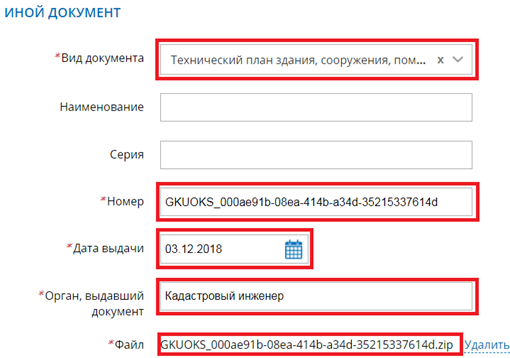 ИНОЙ ДОКУМЕНТ
*Вид документа
Технический план здания, сооружения, пом... x
Наименование
Серия
*Номер
GKUOKS_000ae91b-08ea-414b-a34d-35215337614d
*Дата выдачи
03.12.2018
*Орган, выдавший
документ
Кадастровый инженер
*Файл
GKUOKS_000ae91b-08ea-414b-a34d-35215337614d.zip
Удалить